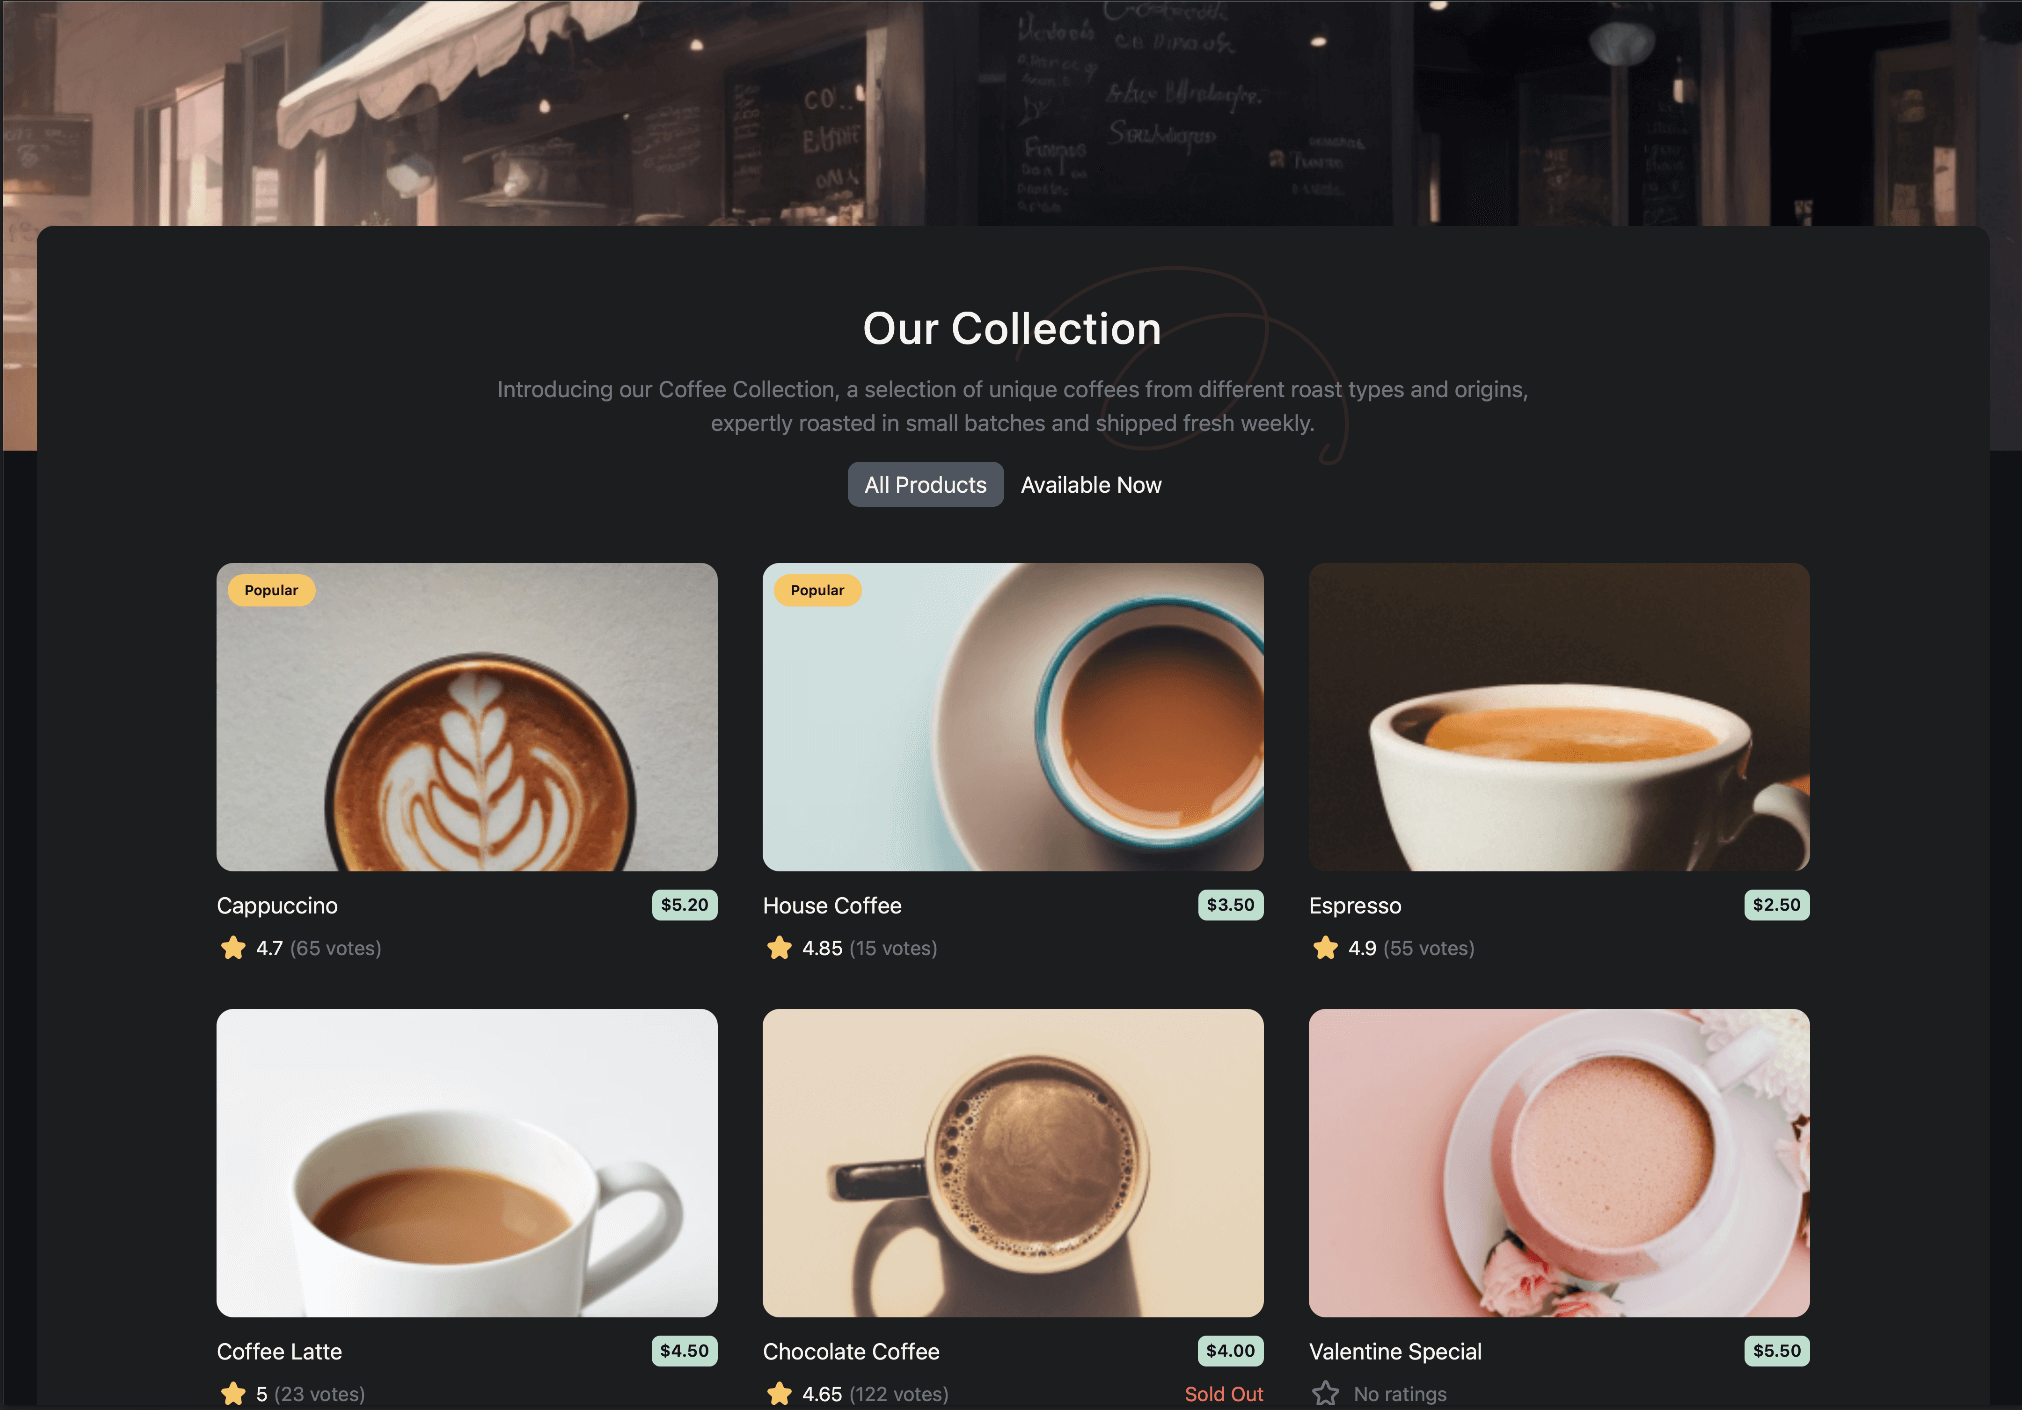 Our Collection
Introducing our Coffee Collection, a selection of unique coffees from different roast types and origins,
expertly roasted in small batches and shipped fresh weekly.
All Products Available Now
Popular Popular
Cappuccino $5.20 House Coffee $3.50 Espresso $2.50
4.7 (65 votes) 4.85 (15 votes) 4.9 (55 votes)
Coffee Latte $4.50 Chocolate Coffee $4.00 Valentine Special $5.50
5 (23 votes) 4.65 (122 votes) Sold Out No ratings